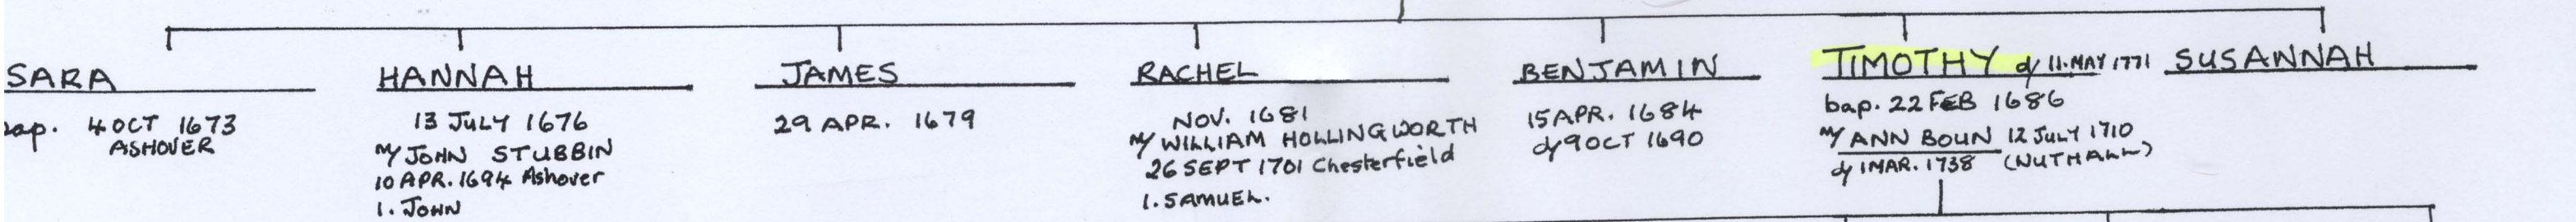 SARA
bap. 4 OCT 1673
ASHOVER
HANNAH
13 JULY 1676
m/ JOHN STUBBIN
10 APR. 1694 Ashover
1. JOHN
JAMES
29 APR. 1679
RACHEL
NOV. 1681
m/ WILLIAM HOLLINGWORTH
26 SEPT 1701 Chesterfield
1. SAMUEL.
BENJAMIN
15 APR. 1684
d/ 9 OCT 1690
TIMOTHY d/ 11. MAY 1771
bap. 22 FEB 1686
m/ ANN BOUN 12 JULY 1710
d/ 1 MAR. 1738 (NUTHALL)
SUSANNAH